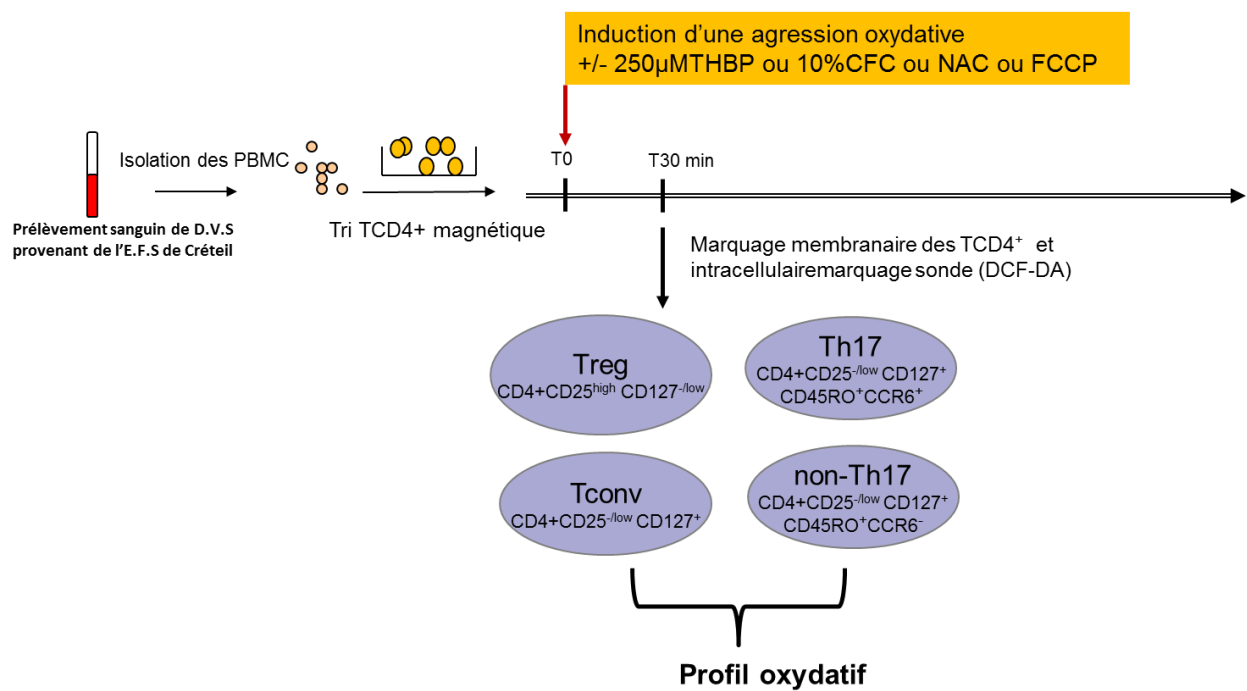 Induction d’une agression oxydative
+/- 250µMTHBP ou 10%CFC ou NAC ou FCCP
Isolation des PBMC
T0
T30 min
Prélèvement sanguin de D.V.S
provenant de l’E.F.S de Créteil
Tri TCD4+ magnétique
Marquage membranaire des TCD4⁺ et
intracellulairemarquage sonde (DCF-DA)
Treg
CD4+CD25ʰⁱᵍʰ CD127⁻/ˡᵒʷ
Th17
CD4+CD25⁻/ˡᵒʷ CD127⁺
CD45RO⁺CCR6⁺
Tconv
CD4+CD25⁻/ˡᵒʷ CD127⁺
non-Th17
CD4+CD25⁻/ˡᵒʷ CD127⁺
CD45RO⁺CCR6⁻
Profil oxydatif